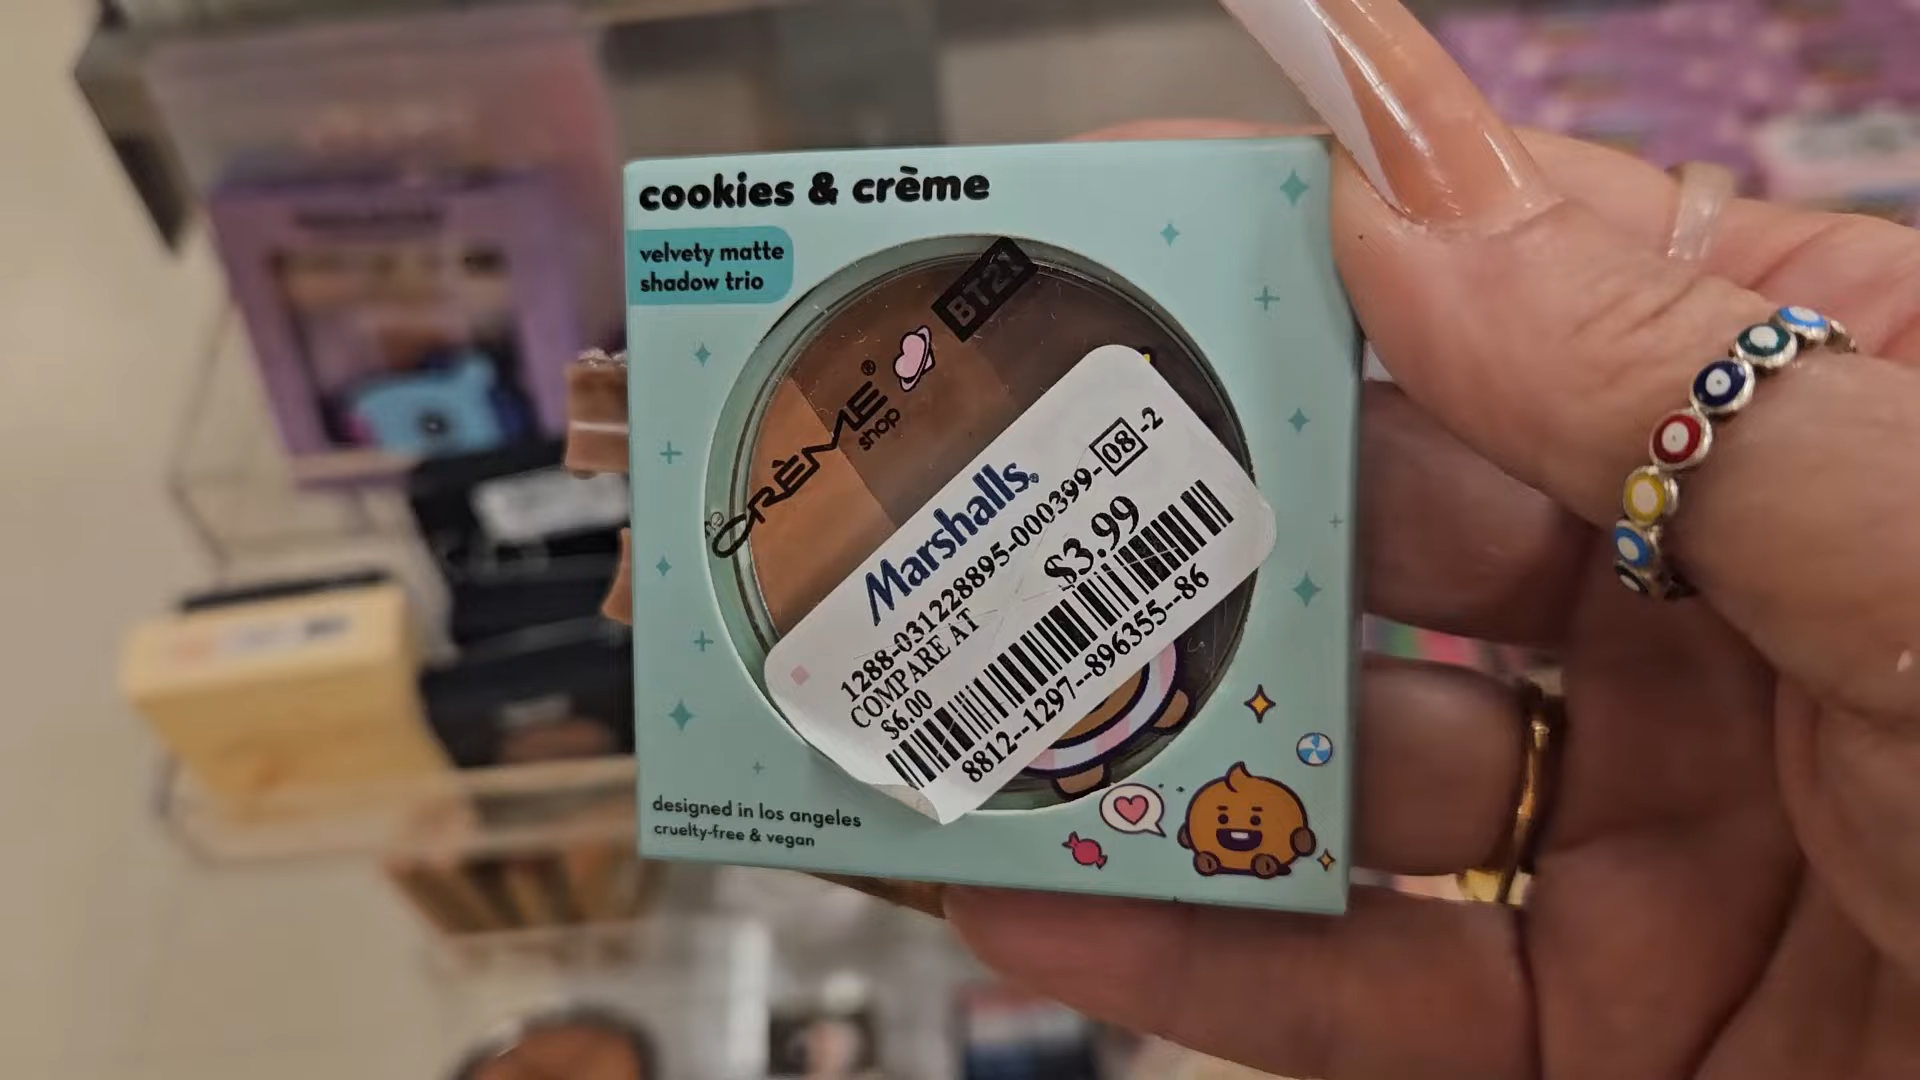 cookies & crème
velvety matte
shadow trio
BT21
CRÈME®
shop
Marshalls®
1288-031228895-000399-08-2
COMPARE AT
$6.00
$3.99
8812--1297--896355--86
designed in los angeles
cruelty-free & vegan